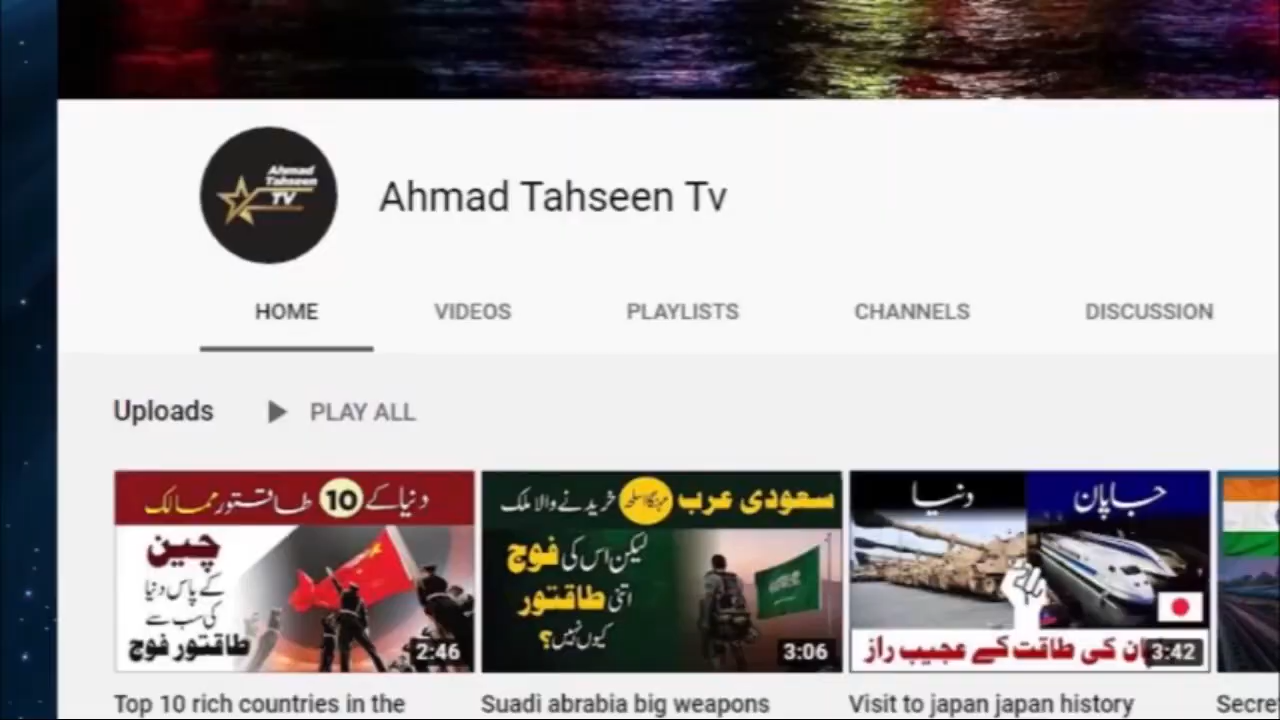 Ahmad
Tahseen
TV
Ahmad Tahseen Tv
HOME VIDEOS PLAYLISTS CHANNELS DISCUSSION
Uploads PLAY ALL
دنیا کے 10 طاقتور ممالک
چین
کے پاس دنیا
کی سب سے
طاقتور فوج
2:46
سعودی عرب مہنگا اسلحہ خریدنے والا ملک
لیکن اس کی فوج
اتنی طاقتور
کیوں نہیں؟
3:06
دنیا جاپان
کی طاقت کے عجیب راز
3:42
Top 10 rich countries in the
Suadi abrabia big weapons
Visit to japan japan history
Secre